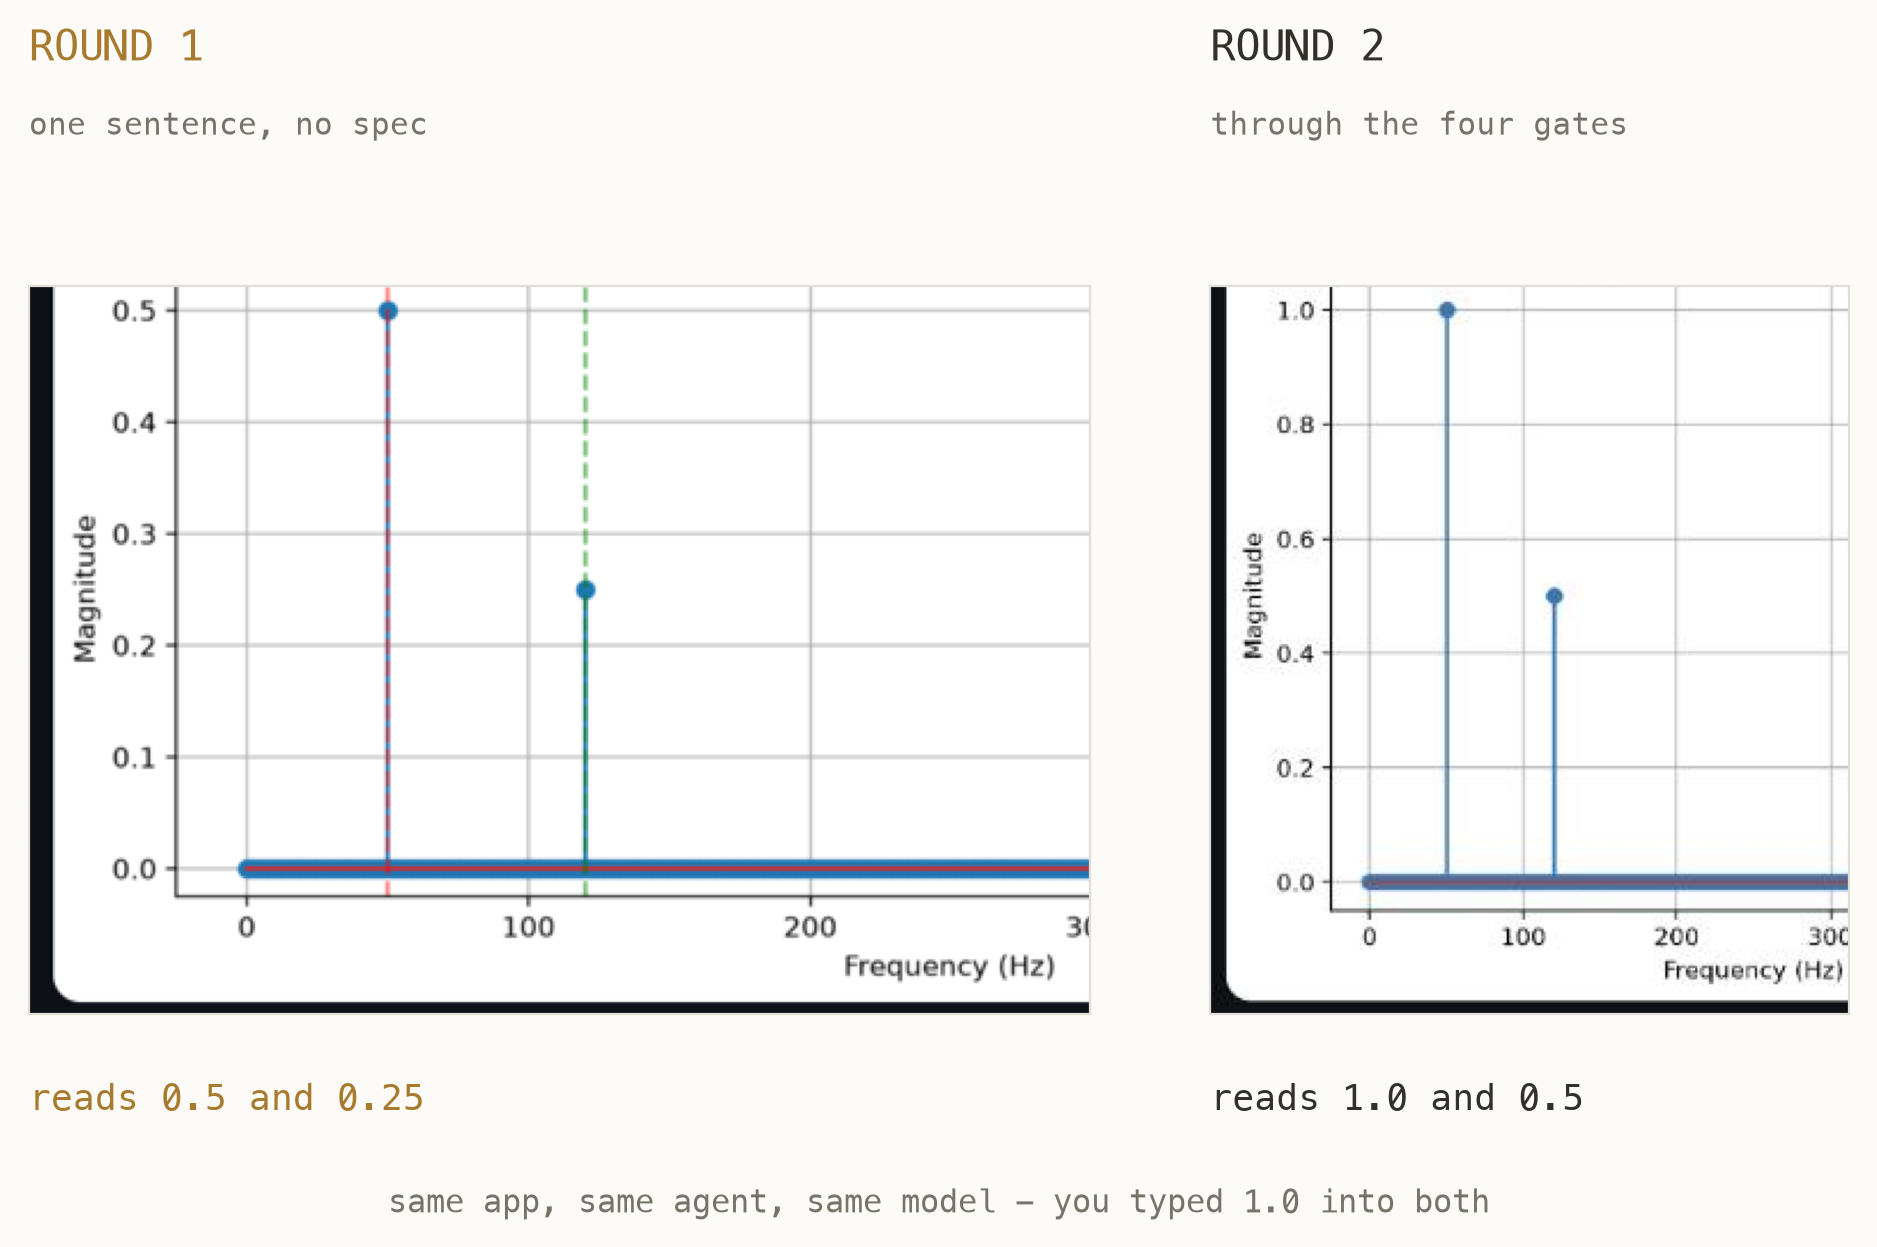 ROUND 1
one sentence, no spec
0.5
0.4
0.3
0.2
0.1
0.0
Magnitude
0 100 200 30
Frequency (Hz)
reads 0.5 and 0.25
ROUND 2
through the four gates
1.0
0.8
0.6
0.4
0.2
0.0
Magnitude
0 100 200 300
Frequency (Hz)
reads 1.0 and 0.5
same app, same agent, same model — you typed 1.0 into both